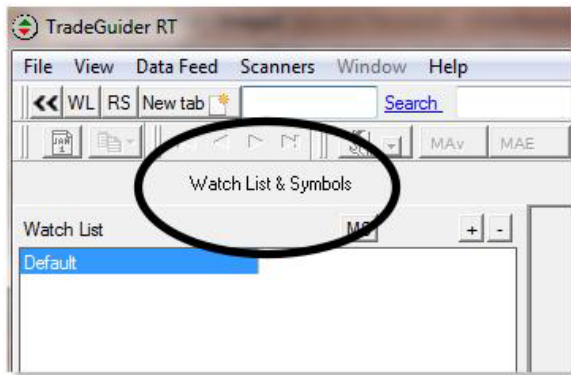 TradeGuider RT
File View Data Feed Scanners Window Help
WL RS New tab Search
MAv MAE
Watch List & Symbols
Watch List + -
Default